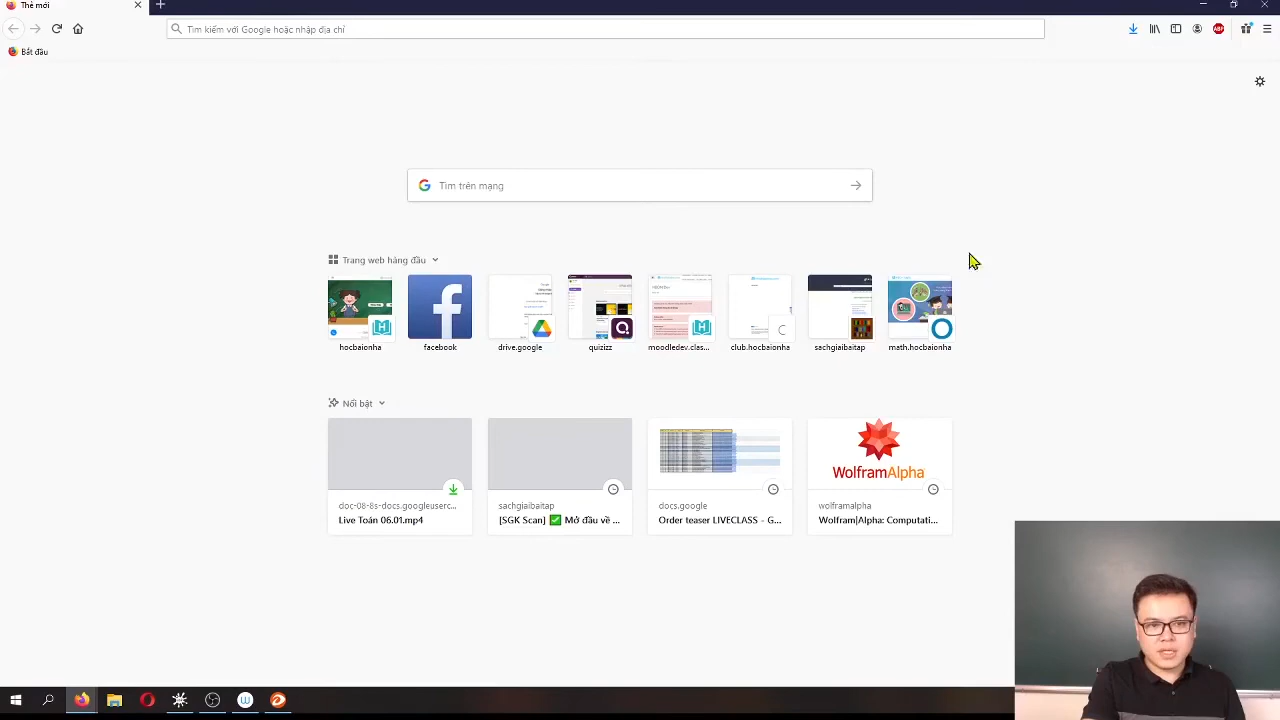 Thẻ mới
Tìm kiếm với Google hoặc nhập địa chỉ
ABP
Bắt đầu
Tìm trên mạng
Trang web hàng đầu
hocbaionha
facebook
drive.google
quizizz
moodledev.clas...
club.hocbaionha
sachgiaibaitap
math.hocbaionha
Nổi bật
doc-08-8s-docs.googleuserc...
Live Toán 06.01.mp4
sachgiaibaitap
[SGK Scan] ✅ Mở đầu về ...
docs.google
Order teaser LIVECLASS - G...
WolframAlpha
wolframalpha
Wolfram|Alpha: Computati...